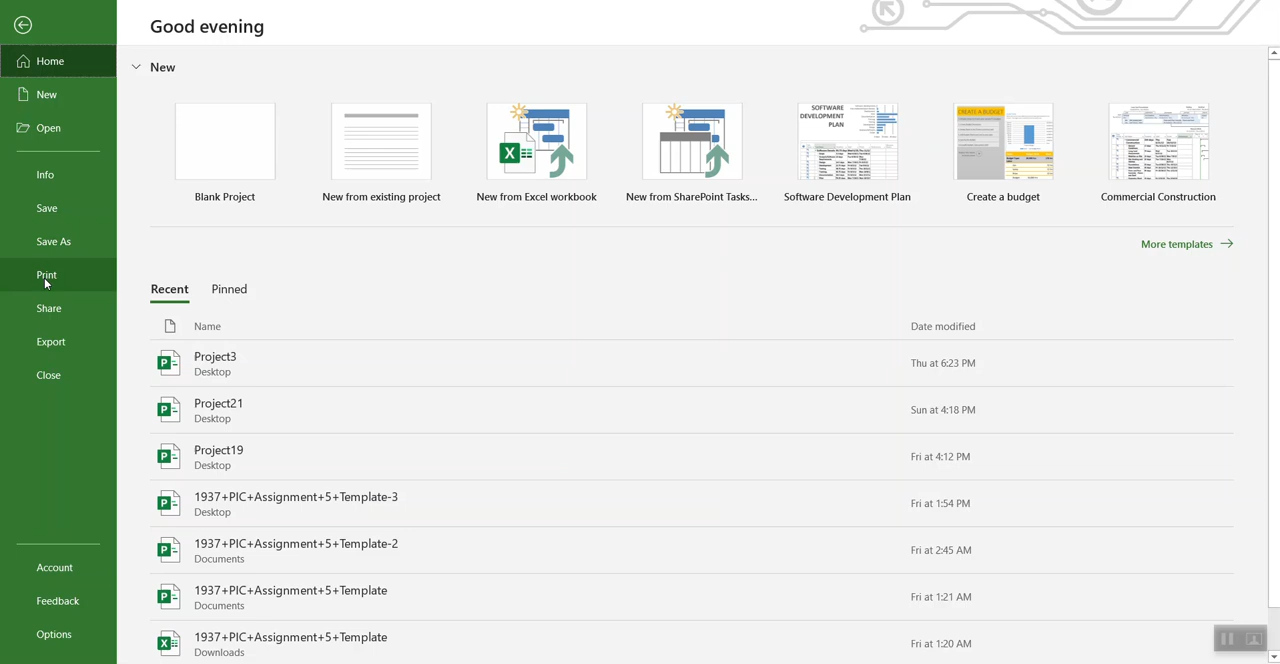 Good evening
Home
New
Open
Info
Save
Save As
Print
Share
Export
Close
Account
Feedback
Options
New
SOFTWARE
DEVELOPMENT
PLAN
CREATE A BUDGET
Blank Project
New from existing project
New from Excel workbook
New from SharePoint Tasks...
Software Development Plan
Create a budget
Commercial Construction
More templates
Recent
Pinned
Name
Date modified
Project3
Desktop
Thu at 6:23 PM
Project21
Desktop
Sun at 4:18 PM
Project19
Desktop
Fri at 4:12 PM
1937+PIC+Assignment+5+Template-3
Desktop
Fri at 1:54 PM
1937+PIC+Assignment+5+Template-2
Documents
Fri at 2:45 AM
1937+PIC+Assignment+5+Template
Documents
Fri at 1:21 AM
1937+PIC+Assignment+5+Template
Downloads
Fri at 1:20 AM